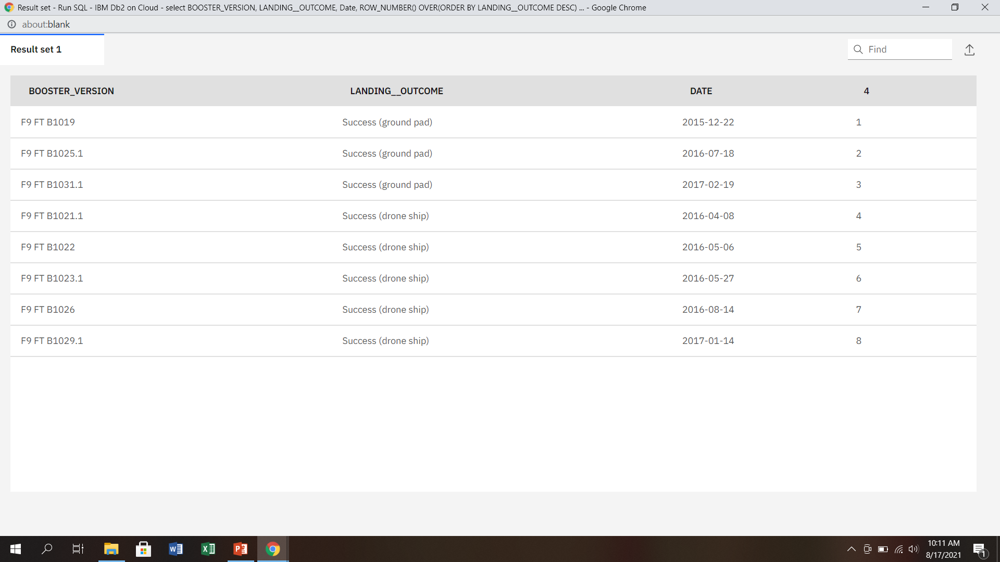 Result set - Run SQL - IBM Db2 on Cloud - select BOOSTER_VERSION, LANDING__OUTCOME, Date, ROW_NUMBER() OVER(ORDER BY LANDING__OUTCOME DESC) ... - Google Chrome
about:blank
Result set 1
Find
BOOSTER_VERSION LANDING__OUTCOME DATE 4
F9 FT B1019 Success (ground pad) 2015-12-22 1
F9 FT B1025.1 Success (ground pad) 2016-07-18 2
F9 FT B1031.1 Success (ground pad) 2017-02-19 3
F9 FT B1021.1 Success (drone ship) 2016-04-08 4
F9 FT B1022 Success (drone ship) 2016-05-06 5
F9 FT B1023.1 Success (drone ship) 2016-05-27 6
F9 FT B1026 Success (drone ship) 2016-08-14 7
F9 FT B1029.1 Success (drone ship) 2017-01-14 8
10:11 AM
8/17/2021
1